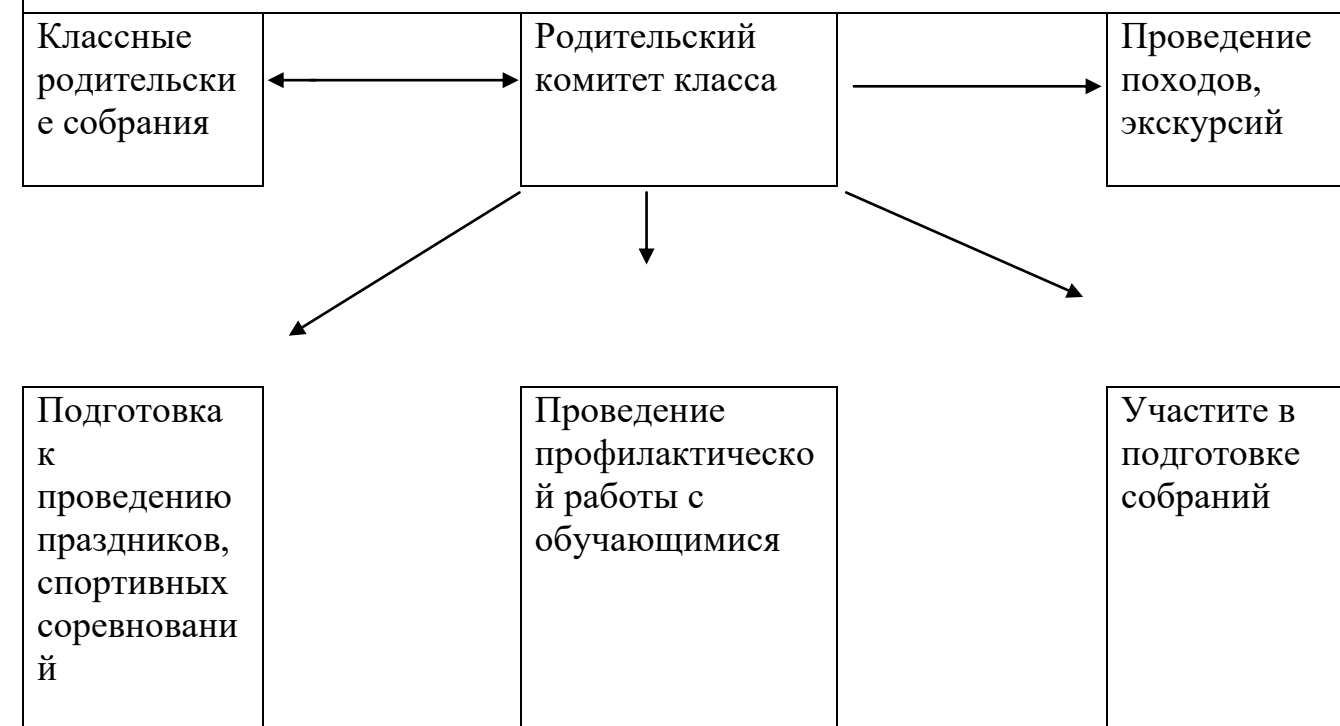 Классные
родительски
е собрания
Родительский
комитет класса
Проведение
походов,
экскурсий
Подготовка
к
проведению
праздников,
спортивных
соревновани
й
Проведение
профилактическо
й работы с
обучающимися
Участите в
подготовке
собраний